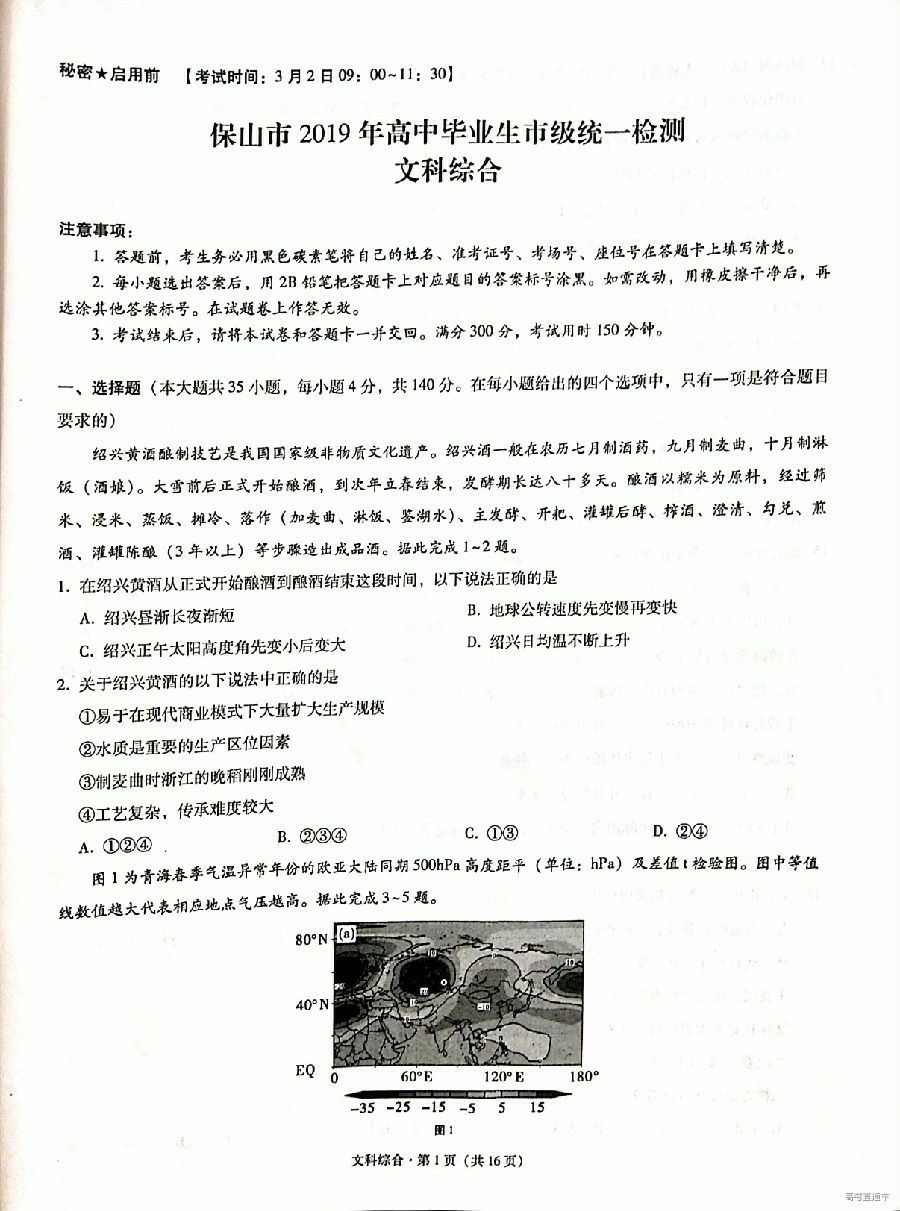 秘密★启用前 【考试时间：3月2日09：00~11：30】
保山市2019年高中毕业生市级统一检测
文科综合
注意事项：
1. 答题前，考生务必用黑色碳素笔将自己的姓名、准考证号、考场号、座位号在答题卡上填写清楚。
2. 每小题选出答案后，用2B铅笔把答题卡上对应题目的答案标号涂黑。如需改动，用橡皮擦干净后，再
选涂其他答案标号。在试题卷上作答无效。
3. 考试结束后，请将本试卷和答题卡一并交回。满分300分，考试用时150分钟。
一、选择题（本大题共35小题，每小题4分，共140分。在每小题给出的四个选项中，只有一项是符合题目
要求的）
绍兴黄酒酿制技艺是我国国家级非物质文化遗产。绍兴酒一般在农历七月制酒药，九月制麦曲，十月制淋
饭（酒娘）。大雪前后正式开始酿酒，到次年立春结束，发酵期长达八十多天。酿酒以糯米为原料，经过筛
米、浸米、蒸饭、摊冷、落作（加麦曲、淋饭、鉴湖水）、主发酵、开耙、灌罐后酵、榨酒、澄清、勾兑、煎
酒、灌罐陈酿（3年以上）等步骤造出成品酒。据此完成1~2题。
1. 在绍兴黄酒从正式开始酿酒到酿酒结束这段时间，以下说法正确的是
A. 绍兴昼渐长夜渐短 B. 地球公转速度先变慢再变快
C. 绍兴正午太阳高度角先变小后变大 D. 绍兴日均温不断上升
2. 关于绍兴黄酒的以下说法中正确的是
①易于在现代商业模式下大量扩大生产规模
②水质是重要的生产区位因素
③制麦曲时浙江的晚稻刚刚成熟
④工艺复杂，传承难度较大
A. ①②④ B. ②③④ C. ①③ D. ②④
图1为青海春季气温异常年份的欧亚大陆同期500hPa高度距平（单位：hPa）及差值t检验图。图中等值
线数值越大代表相应地点气压越高。据此完成3~5题。
80°N (a)
40°N
EQ
0 60°E 120°E 180°
-35 -25 -15 -5 5 15
图1
文科综合·第1页（共16页）
高考直通车